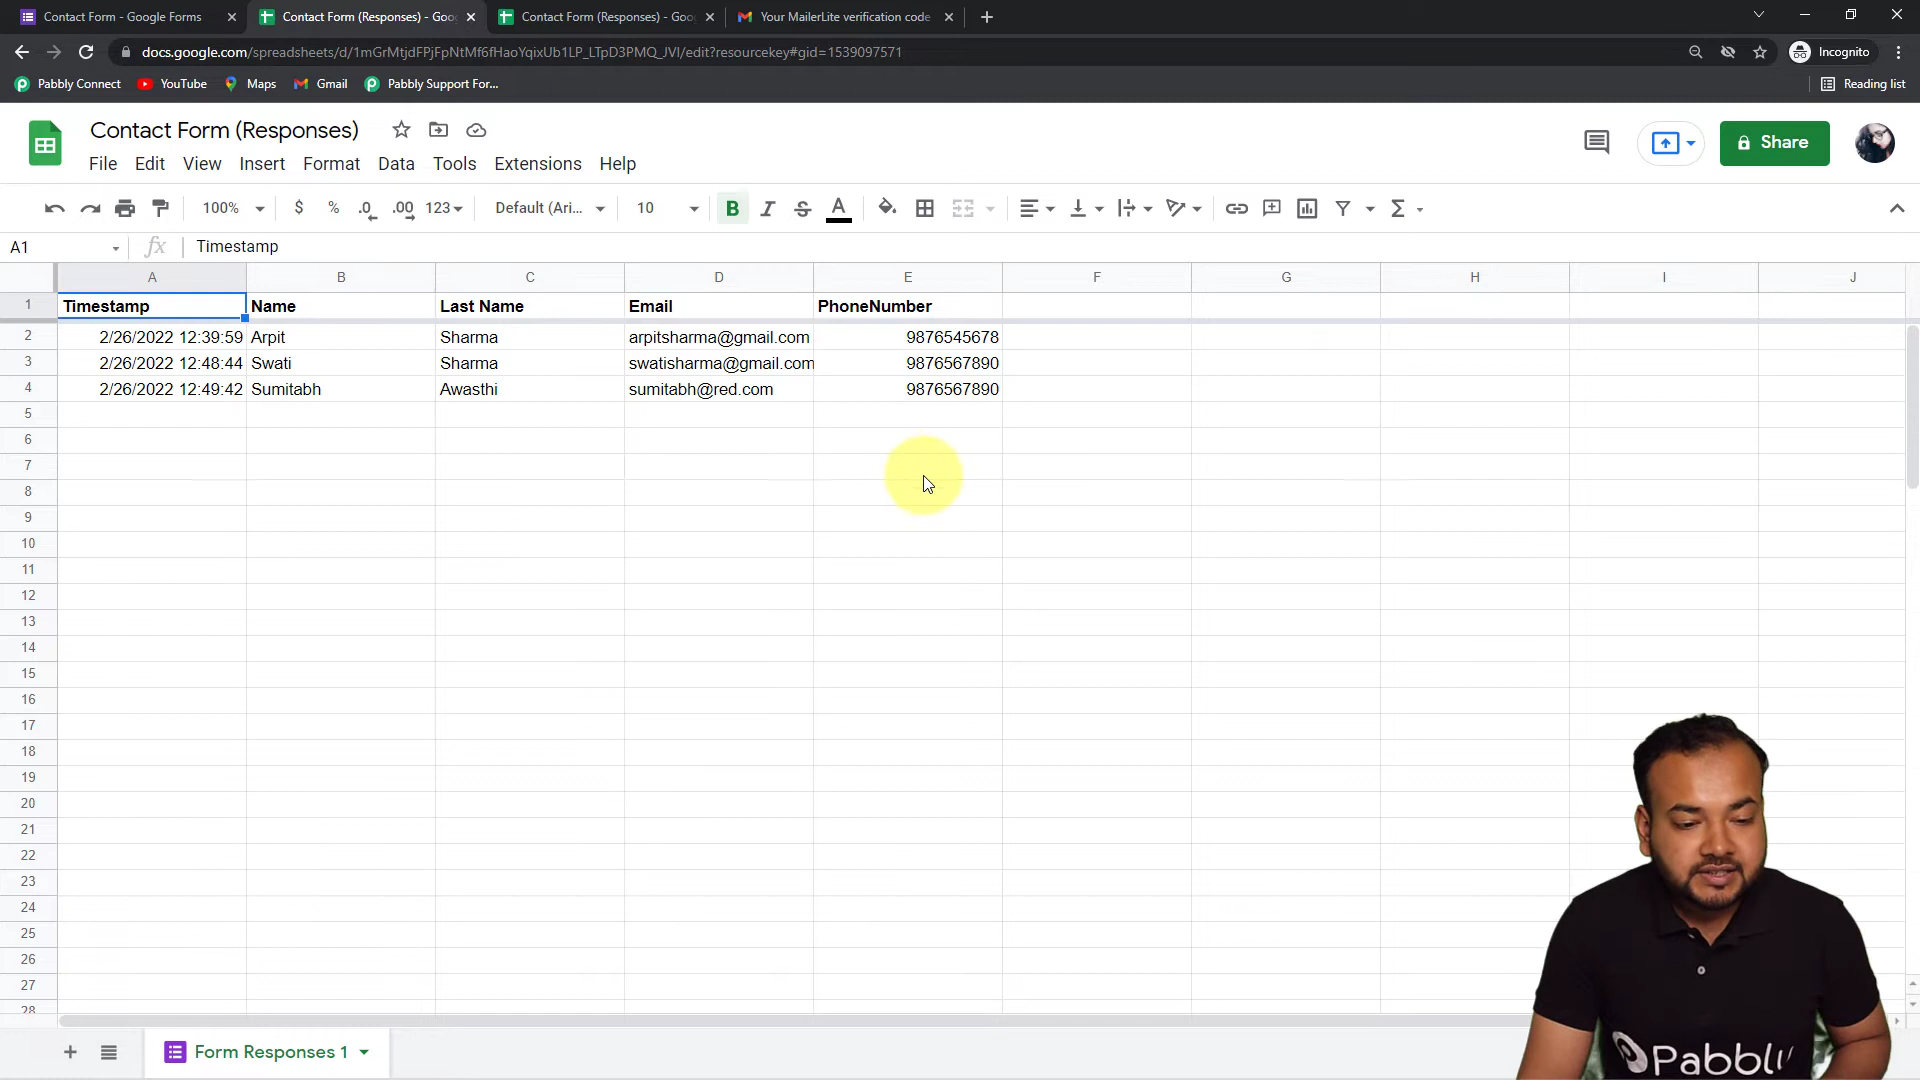 Contact Form - Google Forms
Contact Form (Responses) - Goo
Contact Form (Responses) - Goo
Your MailerLite verification code
docs.google.com/spreadsheets/d/1mGrMtjdFPjFpNtMf6fHaoYqixUb1LP_LTpD3PMQ_JVI/edit?resourcekey#gid=1539097571
Incognito
Pabbly Connect YouTube Maps Gmail Pabbly Support For...
Reading list
Contact Form (Responses)
File Edit View Insert Format Data Tools Extensions Help
Share
100% $ % .0 .00 123 Default (Ari... 10 B I S A Σ
A1 fx Timestamp
A B C D E F G H I J
1 Timestamp Name Last Name Email PhoneNumber
2 2/26/2022 12:39:59 Arpit Sharma arpitsharma@gmail.com 9876545678
3 2/26/2022 12:48:44 Swati Sharma swatisharma@gmail.com 9876567890
4 2/26/2022 12:49:42 Sumitabh Awasthi sumitabh@red.com 9876567890
5
6
7
8
9
10
11
12
13
14
15
16
17
18
19
20
21
22
23
24
25
26
27
28
Form Responses 1
Pabbly